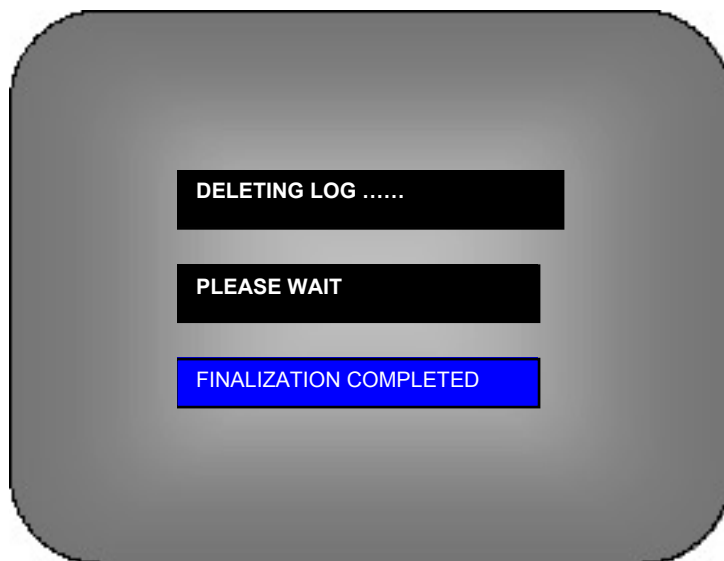 DELETING LOG ......
PLEASE WAIT
FINALIZATION COMPLETED